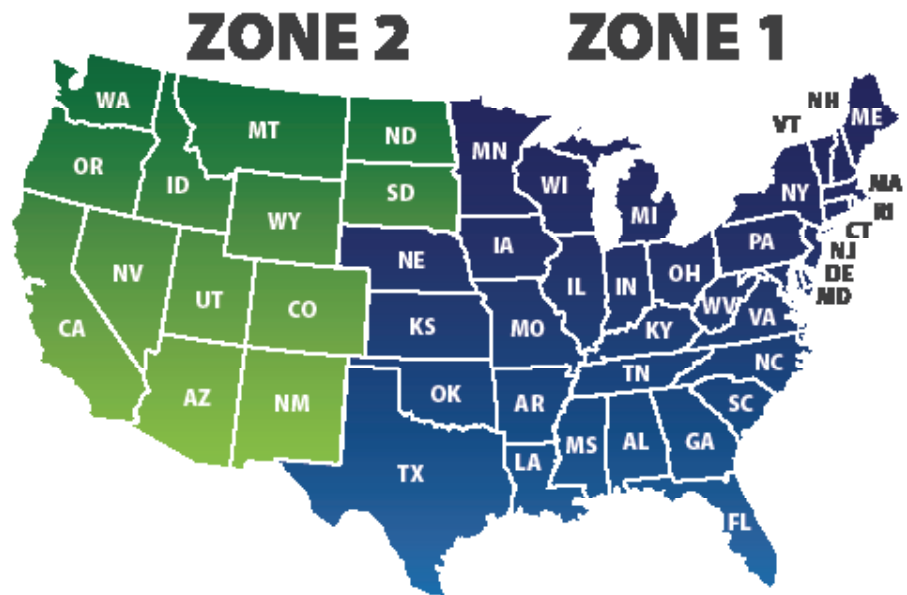 ZONE 2 ZONE 1
WA
MT
ND
MN
NH
ME
VT
OR
ID
SD
WI
MI
NY
MA
RI
CT
WY
IA
PA
NJ
NV
NE
OH
DE
UT
CO
IL
IN
WV
MD
CA
KS
MO
KY
VA
AZ
NM
OK
AR
TN
NC
SC
TX
LA
MS
AL
GA
FL